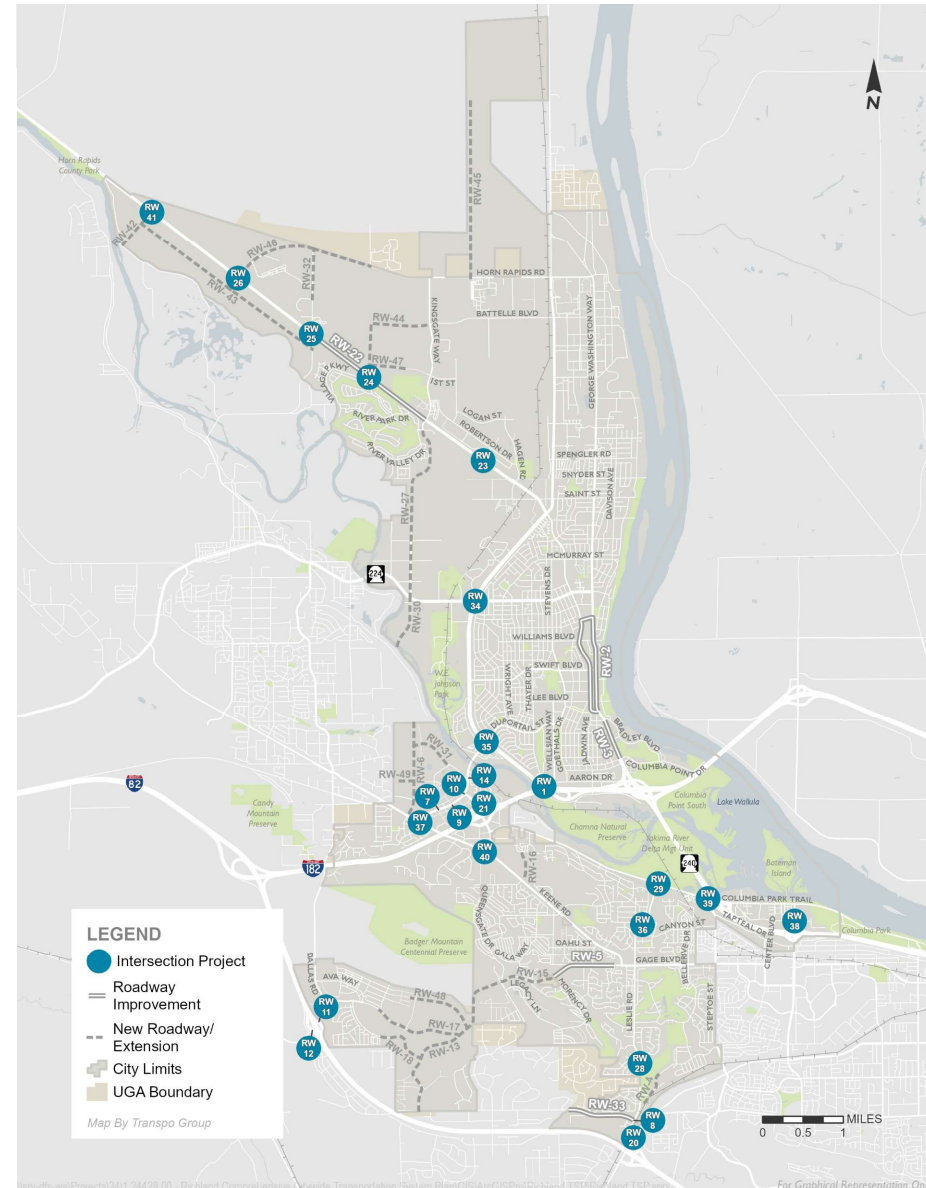 N
Horn Rapids
County Park
RW
41
RW-42
RW-46
RW-32
RW-45
RW
26
RW-43
HORN RAPIDS RD
BATTELLE BLVD
KINGSGATE WAY
GEORGE WASHINGTON WAY
RW
25
RW-22
RW-44
RW-47
RW
24
VILLAGE PKWY
1ST ST
RIVER PARK DR
RIVER VALLEY DR
LOGAN ST
ROBERTSON DR
HAGEN RD
RW
23
SPENGLER RD
SNYDER ST
SAINT ST
DAVISON AVE
RW-27
MCMURRAY ST
224
RW
34
STEVENS DR
RW-30
WILLIAMS BLVD
RW-2
SWIFT BLVD
W.E.
Johnson
Park
WRIGHT AVE
THAYER DR
LEE BLVD
DUPORTAIL ST
WELLSIAN WAY
GOETHALS DR
JADWIN AVE
RW-3
BRADLEY BLVD
RW
35
RW-31
RW-6
RW-49
COLUMBIA POINT DR
AARON DR
RW
14
RW
10
RW
1
RW
7
RW
21
RW
9
RW
37
82
Candy
Mountain
Preserve
Columbia
Point South
Lake Wallula
Chamna Natural
Preserve
Yakima River
Delta Mgt Unit
182
RW
40
RW-16
240
Bateman
Island
RW
29
RW
39
COLUMBIA PARK TRAIL
KEENE RD
QUEENSGATE DR
RW
36
CANYON ST
TAPTEAL DR
RW
38
Columbia Park
Badger Mountain
Centennial Preserve
GALA WAY
OAHU ST
GAGE BLVD
BELLERIVE DR
CENTER BLVD
RW-5
RW-15
LEGACY LN
MORENCY DR
LESLIE RD
STEPTOE ST
DALLAS RD
AVA WAY
RW
11
RW-48
RW-17
RW-13
RW-18
RW
12
RW
28
RW-4
RW-33
RW
8
RW
20
LEGEND
Intersection Project
Roadway
Improvement
New Roadway/
Extension
City Limits
UGA Boundary
Map By Transpo Group
MILES
0 0.5 1
For Graphical Representation On